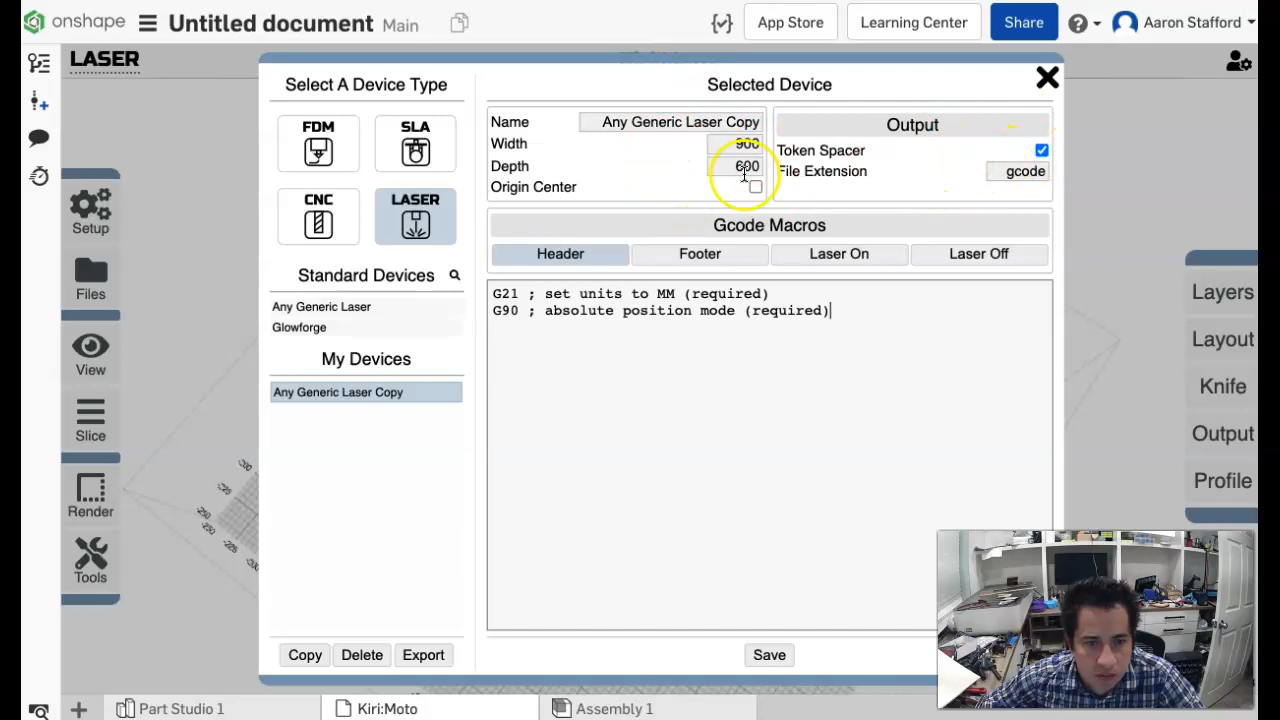 onshape
Untitled document Main
App Store
Learning Center
Share
Aaron Stafford
LASER
Setup
Files
View
Slice
Render
Tools
Select A Device Type
FDM
SLA
CNC
LASER
Standard Devices
Any Generic Laser
Glowforge
My Devices
Any Generic Laser Copy
Copy
Delete
Export
Selected Device
Name
Any Generic Laser Copy
Width
900
Depth
600
Origin Center
Output
Token Spacer
File Extension
gcode
Gcode Macros
Header
Footer
Laser On
Laser Off
G21 ; set units to MM (required)
G90 ; absolute position mode (required)
Save
Layers
Layout
Knife
Output
Profile
Part Studio 1
Kiri:Moto
Assembly 1